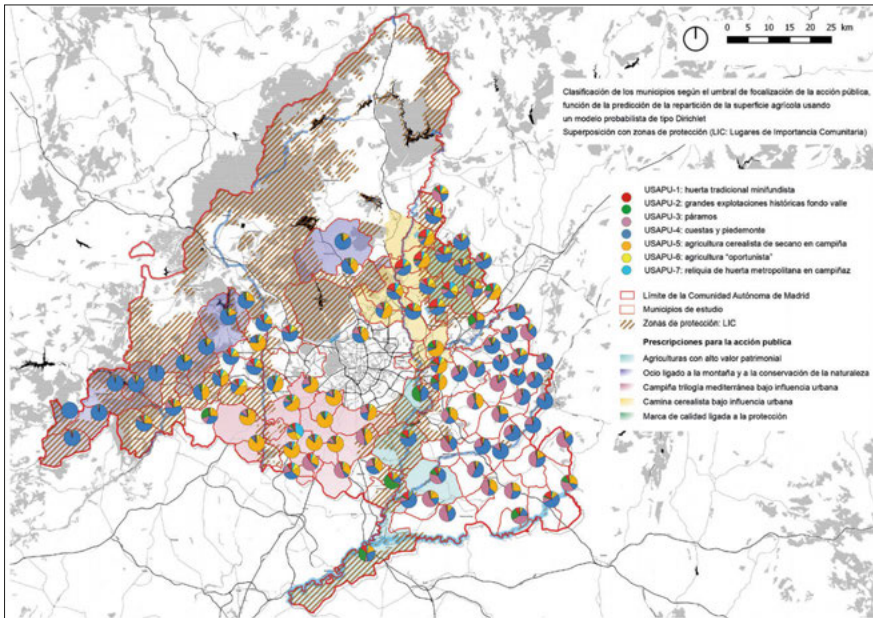 0 5 10 15 20 25 km
Clasificación de los municipios según el umbral de focalización de la acción pública,
función de la predicción de la repartición de la superficie agrícola usando
un modelo probabilista de tipo Dirichlet
Superposición con zonas de protección (LIC: Lugares de Importancia Comunitaria)
USAPU-1: huerta tradicional minifundista
USAPU-2: grandes explotaciones históricas fondo valle
USAPU-3: páramos
USAPU-4: cuestas y piedemonte
USAPU-5: agricultura cerealista de secano en campiña
USAPU-6: agricultura "oportunista"
USAPU-7: reliquia de huerta metropolitana en campiñaz
Límite de la Comunidad Autónoma de Madrid
Municipios de estudio
Zonas de protección: LIC
Prescripciones para la acción publica
Agriculturas con alto valor patrimonial
Ocio ligado a la montaña y a la conservación de la naturaleza
Campiña trilogía mediterránea bajo influencia urbana
Camina cerealista bajo influencia urbana
Marca de calidad ligada a la protección